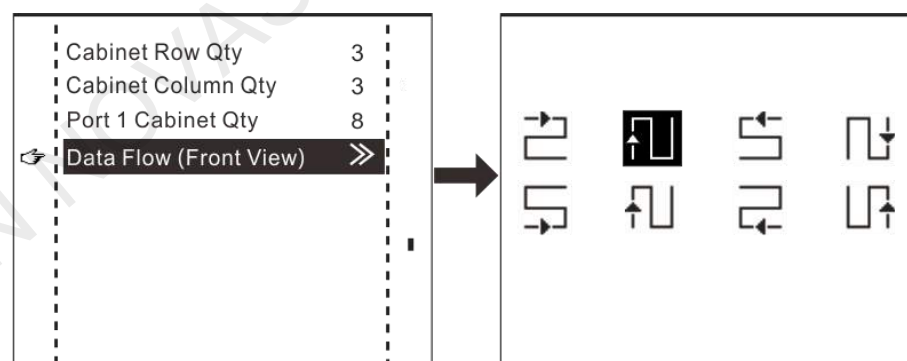 Cabinet Row Qty 3
Cabinet Column Qty 3
Port 1 Cabinet Qty 8
Data Flow (Front View)